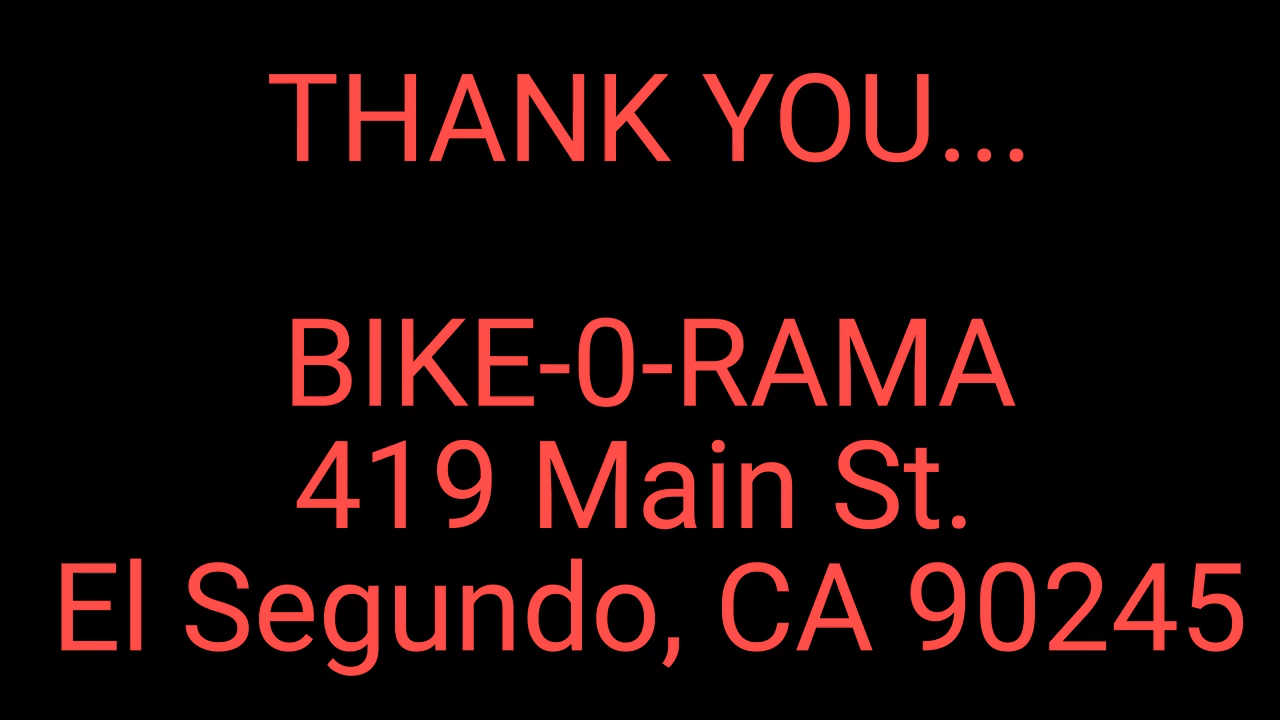 THANK YOU...
BIKE-0-RAMA
419 Main St.
El Segundo, CA 90245